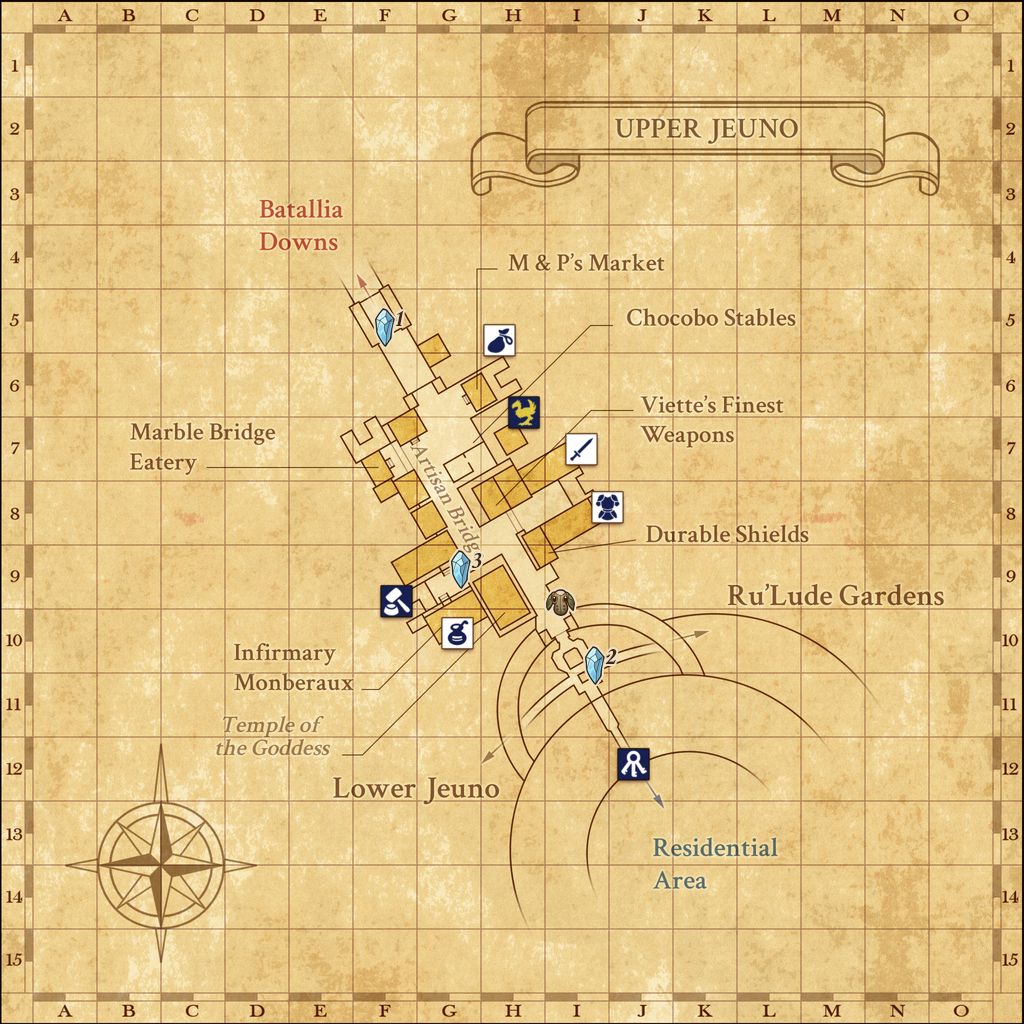 A B C D E F G H I J K L M N O
1 1
UPPER JEUNO
2 2
3 3
Batallia
Downs
4 4
M & P's Market
5 5
1
Chocobo Stables
6 6
Viette's Finest
Weapons
Marble Bridge
Eatery
7 7
Artisan Bridge
8 8
Durable Shields
9 9
3
Ru'Lude Gardens
10 10
2
Infirmary
Monberaux
11 11
Temple of
the Goddess
12 12
Lower Jeuno
13 13
Residential
Area
14 14
15 15
A B C D E F G H I J K L M N O